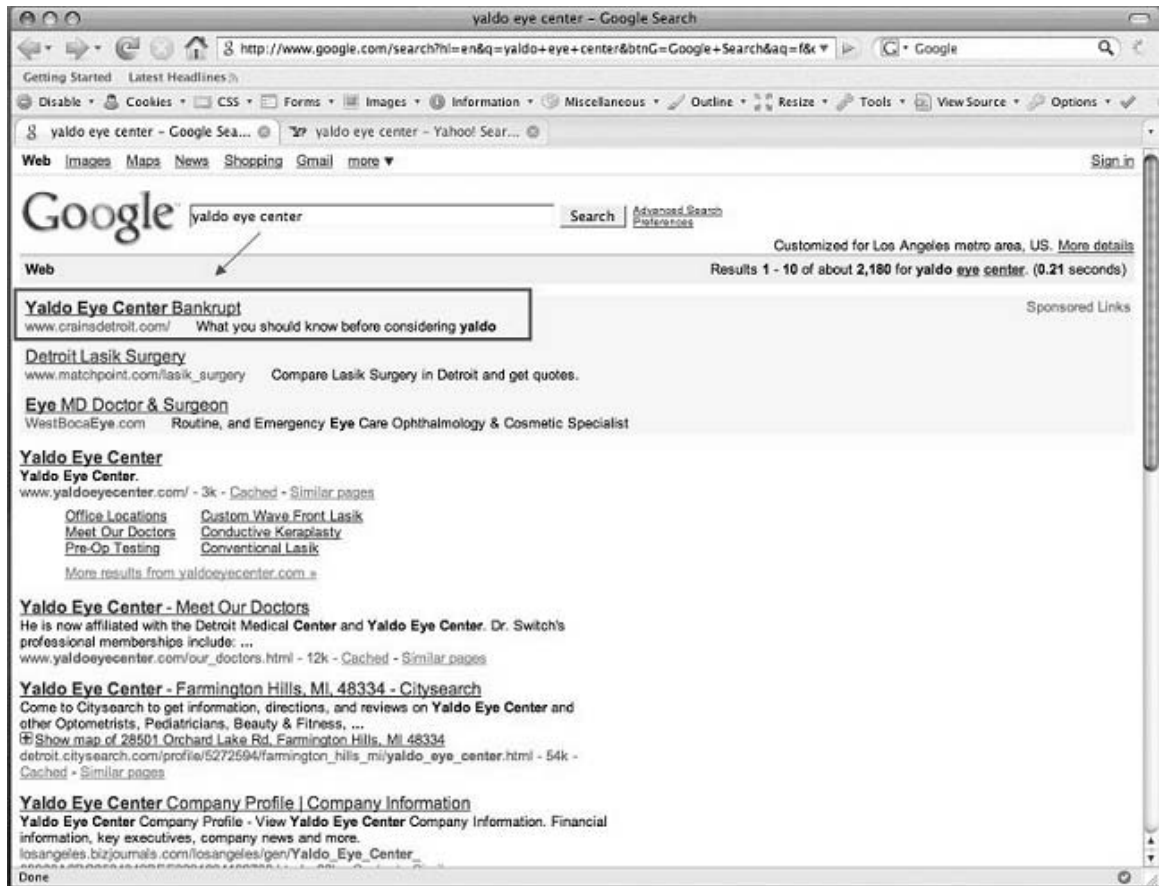 yaldo eye center – Google Search
http://www.google.com/search?hl=en&q=yaldo+eye+center&btnG=Google+Search&aq=f& Google
Getting Started Latest Headlines
Disable Cookies CSS Forms Images Information Miscellaneous Outline Resize Tools View Source Options
yaldo eye center – Google Sea... yaldo eye center – Yahoo! Sear...
Web Images Maps News Shopping Gmail more ▼ Sign in
Google yaldo eye center Search Advanced Search
Preferences
Customized for Los Angeles metro area, US. More details
Web Results 1 - 10 of about 2,180 for yaldo eye center. (0.21 seconds)
Yaldo Eye Center Bankrupt Sponsored Links
www.crainsdetroit.com/ What you should know before considering yaldo
Detroit Lasik Surgery
www.matchpoint.com/lasik_surgery Compare Lasik Surgery in Detroit and get quotes.
Eye MD Doctor & Surgeon
WestBocaEye.com Routine, and Emergency Eye Care Ophthalmology & Cosmetic Specialist
Yaldo Eye Center
Yaldo Eye Center.
www.yaldoeyecenter.com/ - 3k - Cached - Similar pages
Office Locations Custom Wave Front Lasik
Meet Our Doctors Conductive Keraplasty
Pre-Op Testing Conventional Lasik
More results from yaldoeyecenter.com »
Yaldo Eye Center - Meet Our Doctors
He is now affiliated with the Detroit Medical Center and Yaldo Eye Center. Dr. Switch's
professional memberships include: ...
www.yaldoeyecenter.com/our_doctors.html - 12k - Cached - Similar pages
Yaldo Eye Center - Farmington Hills, MI, 48334 - Citysearch
Come to Citysearch to get information, directions, and reviews on Yaldo Eye Center and
other Optometrists, Pediatricians, Beauty & Fitness, ...
Show map of 28501 Orchard Lake Rd, Farmington Hills, MI 48334
detroit.citysearch.com/profile/5272594/farmington_hills_mi/yaldo_eye_center.html - 54k -
Cached - Similar pages
Yaldo Eye Center Company Profile | Company Information
Yaldo Eye Center Company Profile - View Yaldo Eye Center Company Information. Financial
information, key executives, company news and more.
losangeles.bizjournals.com/losangeles/gen/Yaldo_Eye_Center_
Done